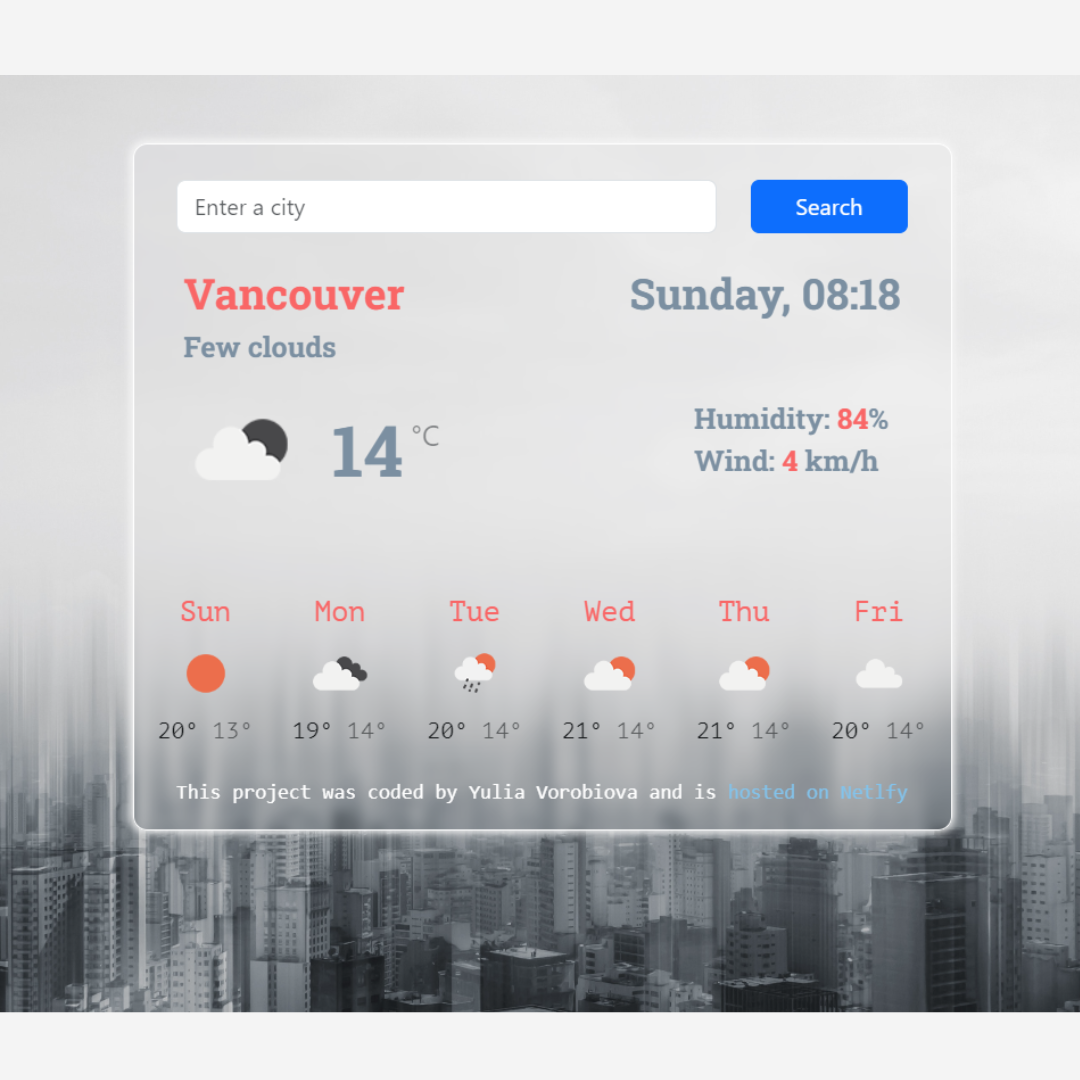 Enter a city Search
Vancouver Sunday, 08:18
Few clouds
14 °C
Humidity: 84%
Wind: 4 km/h
Sun Mon Tue Wed Thu Fri
20° 13° 19° 14° 20° 14° 21° 14° 21° 14° 20° 14°
This project was coded by Yulia Vorobiova and is hosted on Netlfy